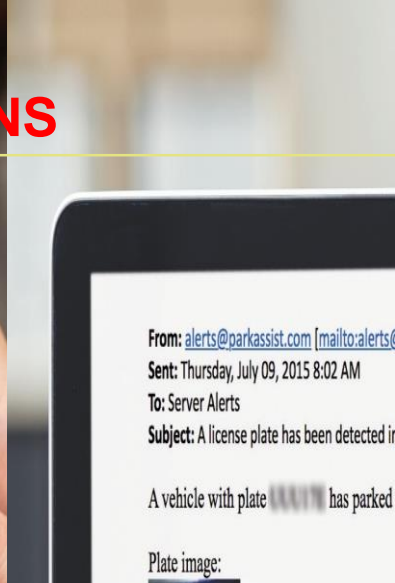 NS
From: alerts@parkassist.com [mailto:alerts@
Sent: Thursday, July 09, 2015 8:02 AM
To: Server Alerts
Subject: A license plate has been detected in
A vehicle with plate has parked
Plate image: